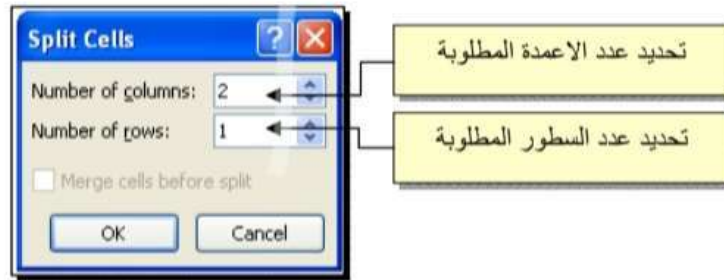 Split Cells
Number of columns: 2
Number of rows: 1
Merge cells before split
OK Cancel
تحديد عدد الاعمدة المطلوبة
تحديد عدد السطور المطلوبة